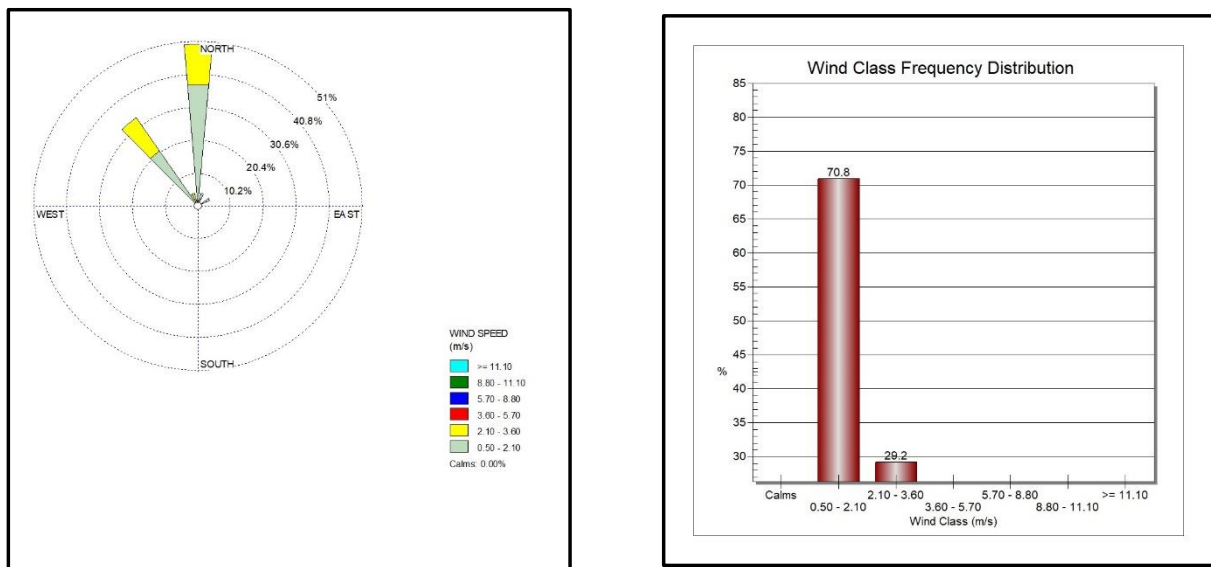 NORTH
51%
40.8%
30.6%
20.4%
10.2%
WEST
EAST
SOUTH
WIND SPEED
(m/s)
>= 11.10
8.80 - 11.10
5.70 - 8.80
3.60 - 5.70
2.10 - 3.60
0.50 - 2.10
Calms: 0.00%
Wind Class Frequency Distribution
85
80
75
70
65
60
55
50
45
40
35
30
%
70.8
29.2
Calms
0.50 - 2.10
2.10 - 3.60
3.60 - 5.70
5.70 - 8.80
8.80 - 11.10
>= 11.10
Wind Class (m/s)